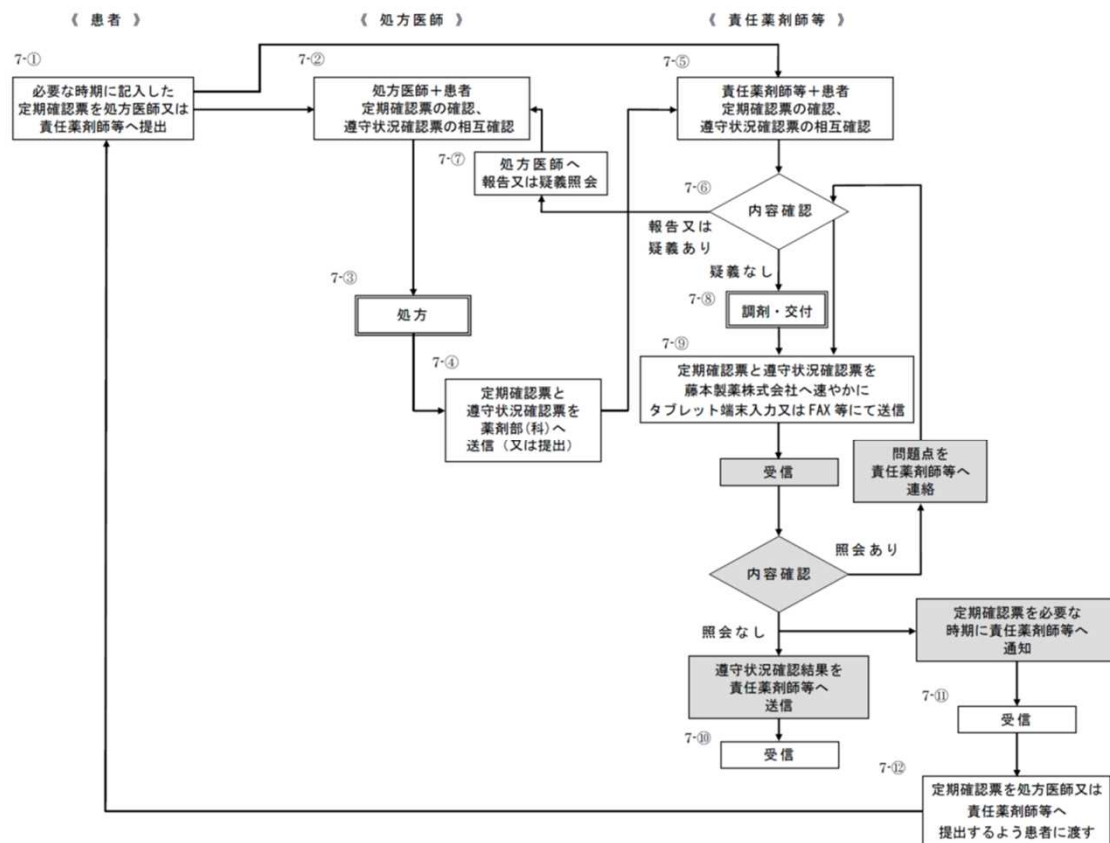 《 患者 》
《 処方医師 》
《 責任薬剤師等 》
7-①
必要な時期に記入した
定期確認票を処方医師又は
責任薬剤師等へ提出
7-②
処方医師＋患者
定期確認票の確認、
遵守状況確認票の相互確認
7-⑤
責任薬剤師等＋患者
定期確認票の確認、
遵守状況確認票の相互確認
7-⑦
処方医師へ
報告又は疑義照会
7-⑥
内容確認
報告又は
疑義あり
疑義なし
7-③
処方
7-⑧
調剤・交付
7-④
定期確認票と
遵守状況確認票を
薬剤部(科)へ
送信（又は提出）
7-⑨
定期確認票と遵守状況確認票を
藤本製薬株式会社へ速やかに
タブレット端末入力又は FAX 等にて送信
受信
問題点を
責任薬剤師等へ
連絡
内容確認
照会あり
照会なし
定期確認票を必要な
時期に責任薬剤師等へ
通知
遵守状況確認結果を
責任薬剤師等へ
送信
7-⑪
受信
7-⑩
受信
7-⑫
定期確認票を処方医師又は
責任薬剤師等へ
提出するよう患者に渡す